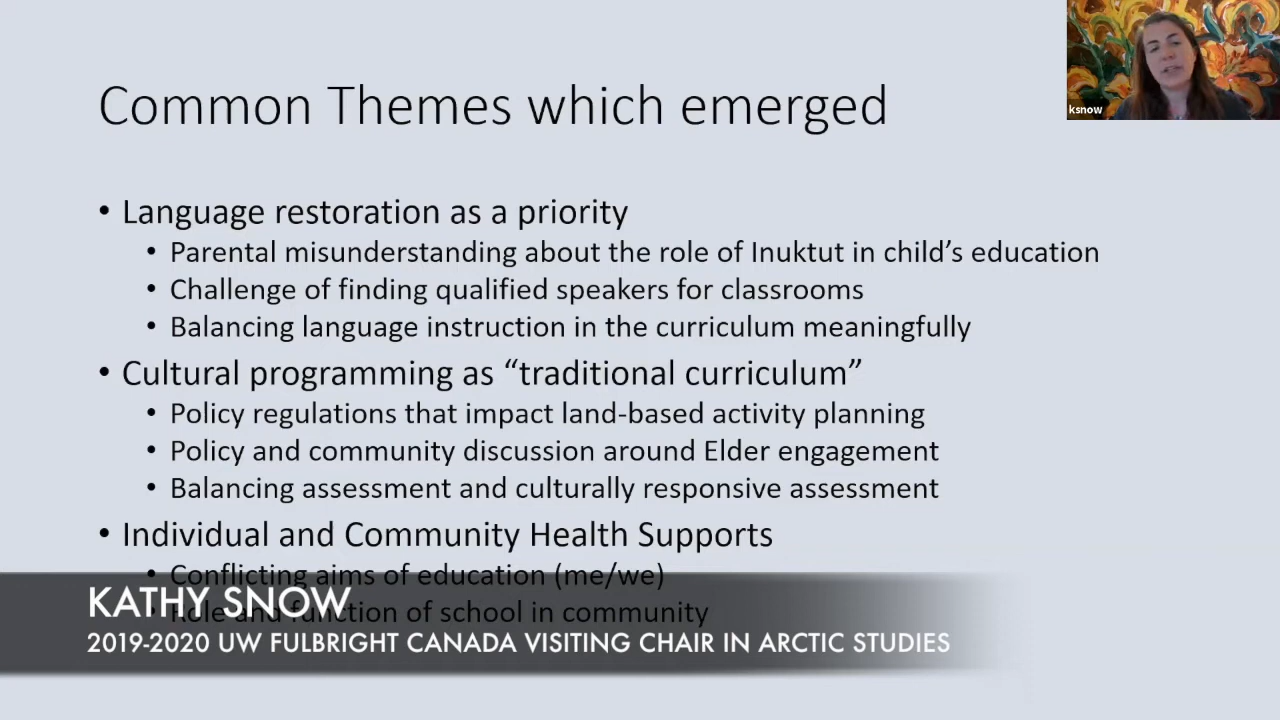 Common Themes which emerged
ksnow
• Language restoration as a priority
• Parental misunderstanding about the role of Inuktut in child’s education
• Challenge of finding qualified speakers for classrooms
• Balancing language instruction in the curriculum meaningfully
• Cultural programming as “traditional curriculum”
• Policy regulations that impact land-based activity planning
• Policy and community discussion around Elder engagement
• Balancing assessment and culturally responsive assessment
• Individual and Community Health Supports
• Conflicting aims of education (me/we)
• Role and function of school in community
KATHY SNOW
2019-2020 UW FULBRIGHT CANADA VISITING CHAIR IN ARCTIC STUDIES